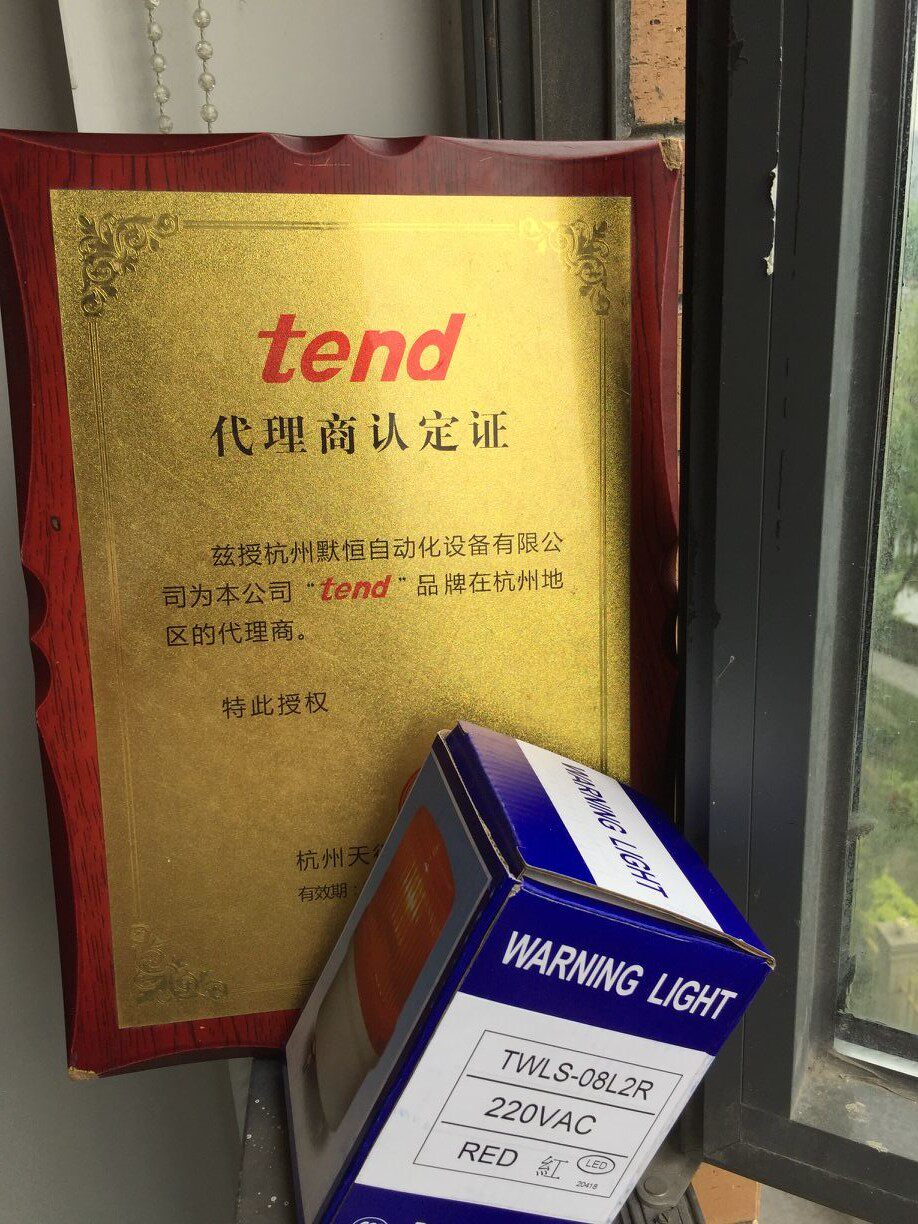 tend
代理商认定证
兹授杭州默恒自动化设备有限公
司为本公司“tend”品牌在杭州地
区的代理商。
特此授权
杭州天
有效期：
WARNING LIGHT
WARNING LIGHT
TWLS-08L2R
220VAC
RED 紅 LED
20418